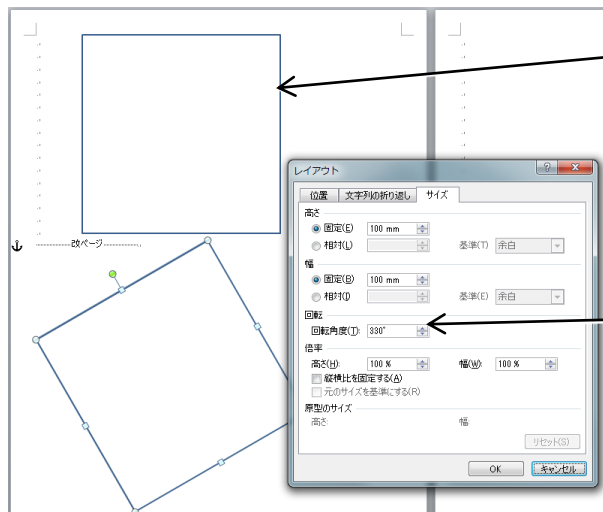 改ページ
レイアウト
位置 文字列の折り返し サイズ
高さ
固定(E) 100 mm
相対(L) 基準(T) 余白
幅
固定(B) 100 mm
相対(I) 基準(E) 余白
回転
回転角度(T): 330°
倍率
高さ(H): 100 % 幅(W): 100 %
縦横比を固定する(A)
元のサイズを基準にする(R)
原型のサイズ
高さ 幅
リセット(S)
OK キャンセル